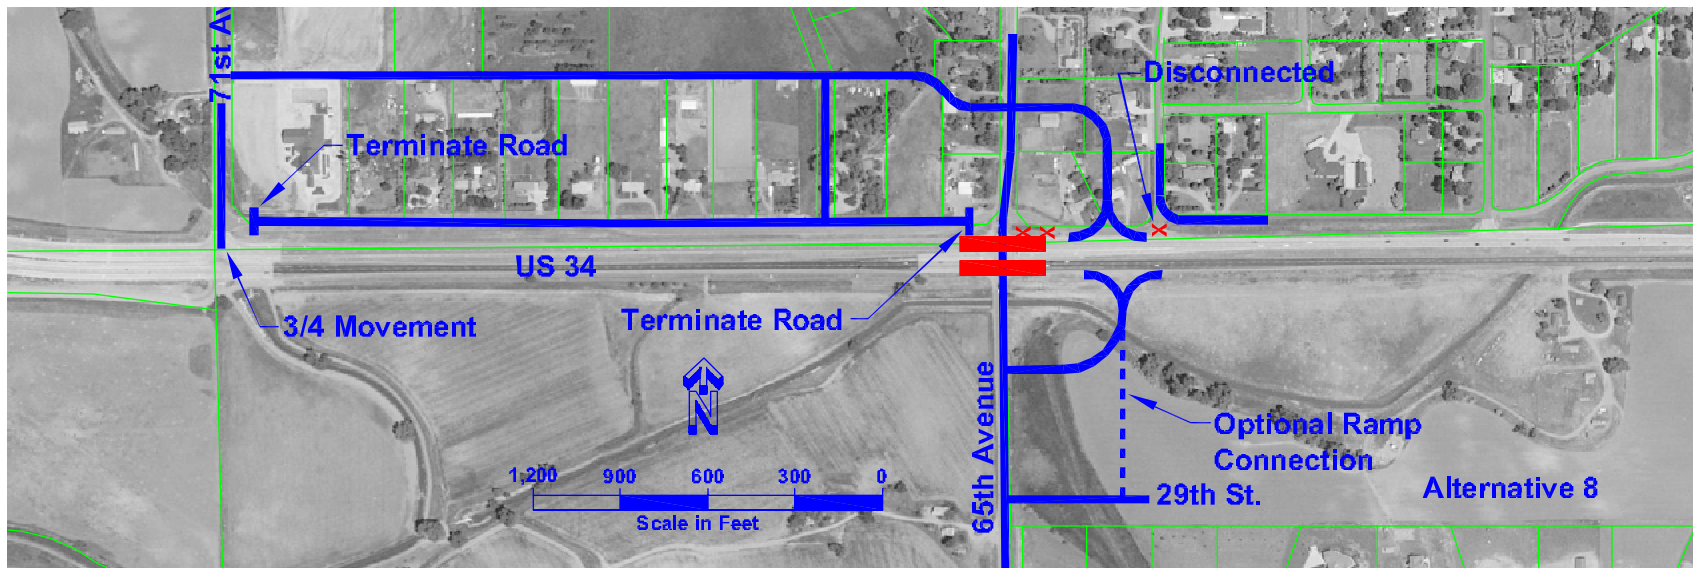 71st Av
Disconnected
Terminate Road
US 34
3/4 Movement
Terminate Road
N
65th Avenue
Optional Ramp
Connection
1,200 900 600 300 0
Scale in Feet
29th St.
Alternative 8
X X X